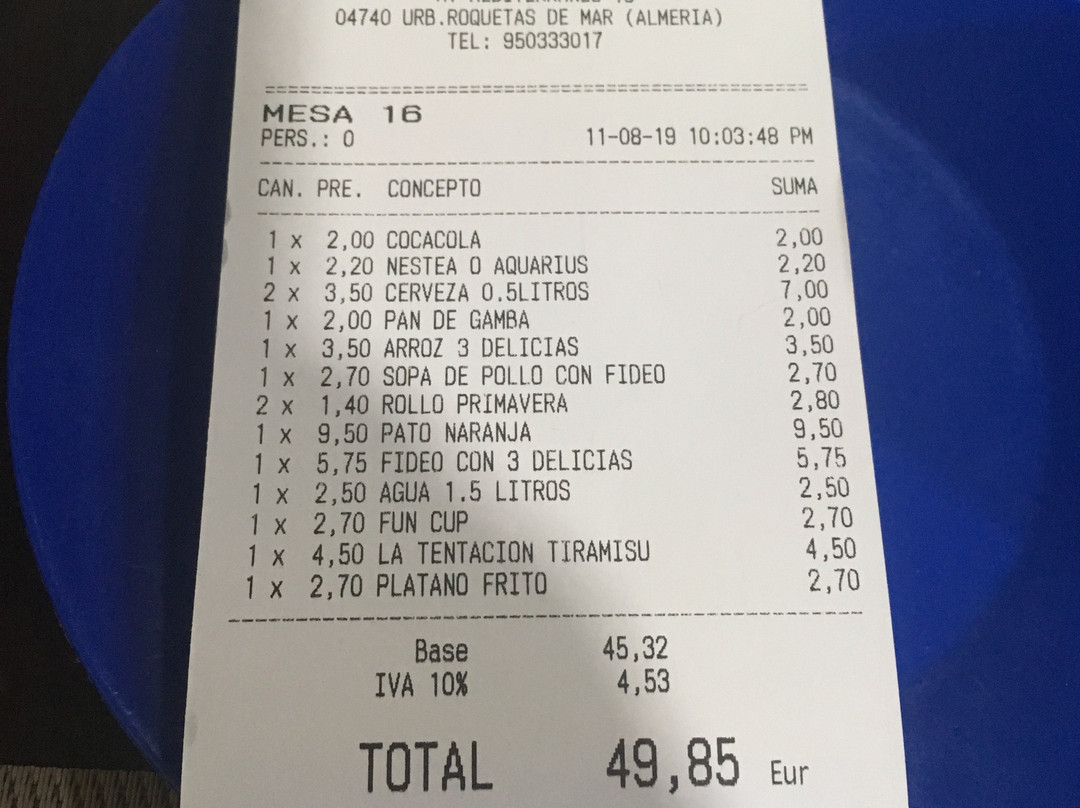 04740 URB.ROQUETAS DE MAR (ALMERIA)
TEL: 950333017
MESA 16
PERS.: 0 11-08-19 10:03:48 PM
CAN. PRE. CONCEPTO SUMA
1 x 2,00 COCACOLA 2,00
1 x 2,20 NESTEA O AQUARIUS 2,20
2 x 3,50 CERVEZA 0.5LITROS 7,00
1 x 2,00 PAN DE GAMBA 2,00
1 x 3,50 ARROZ 3 DELICIAS 3,50
1 x 2,70 SOPA DE POLLO CON FIDEO 2,70
2 x 1,40 ROLLO PRIMAVERA 2,80
1 x 9,50 PATO NARANJA 9,50
1 x 5,75 FIDEO CON 3 DELICIAS 5,75
1 x 2,50 AGUA 1.5 LITROS 2,50
1 x 2,70 FUN CUP 2,70
1 x 4,50 LA TENTACION TIRAMISU 4,50
1 x 2,70 PLATANO FRITO 2,70
Base 45,32
IVA 10% 4,53
TOTAL 49,85 Eur